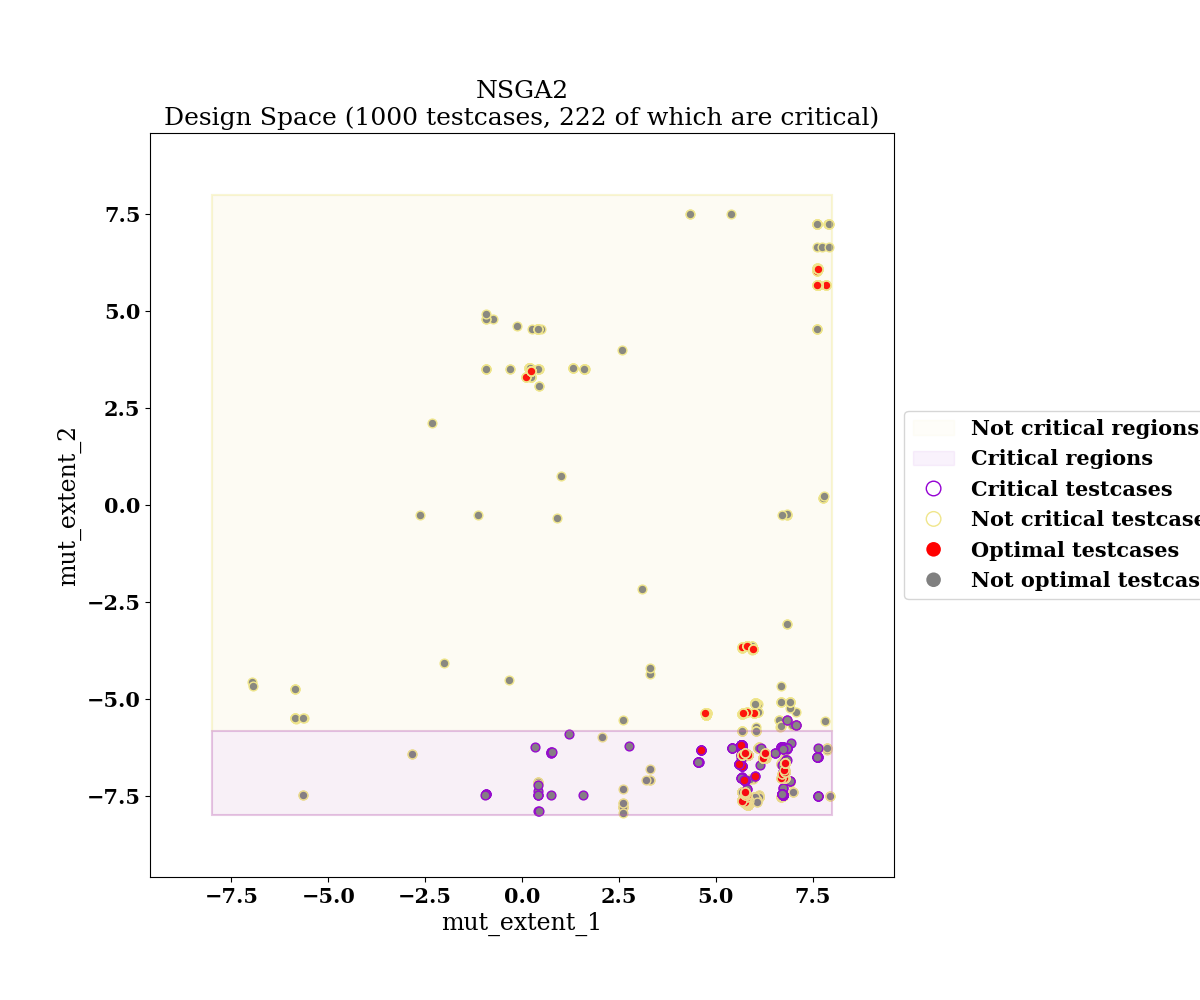 NSGA2
Design Space (1000 testcases, 222 of which are critical)
mut_extent_2
7.5
5.0
2.5
0.0
−2.5
−5.0
−7.5
−7.5 −5.0 −2.5 0.0 2.5 5.0 7.5
mut_extent_1
Not critical regions
Critical regions
Critical testcases
Not critical testcase
Optimal testcases
Not optimal testcas